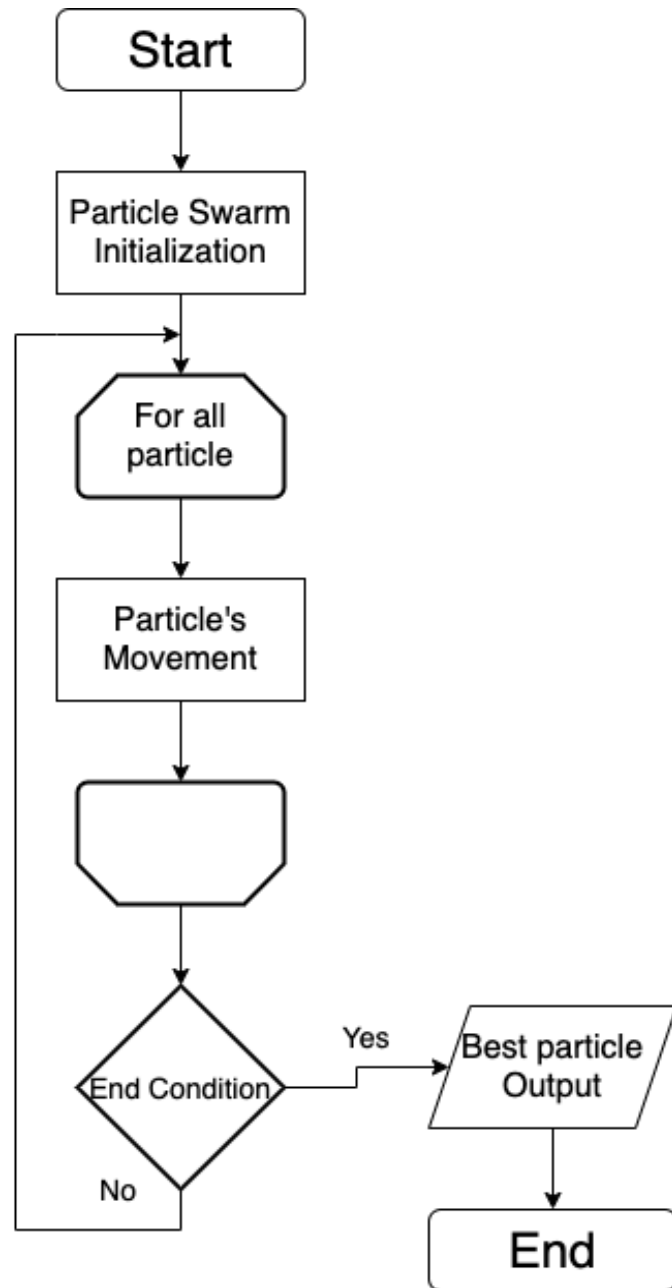 Start
Particle Swarm
Initialization
For all
particle
Particle's
Movement
End Condition
Yes
No
Best particle
Output
End